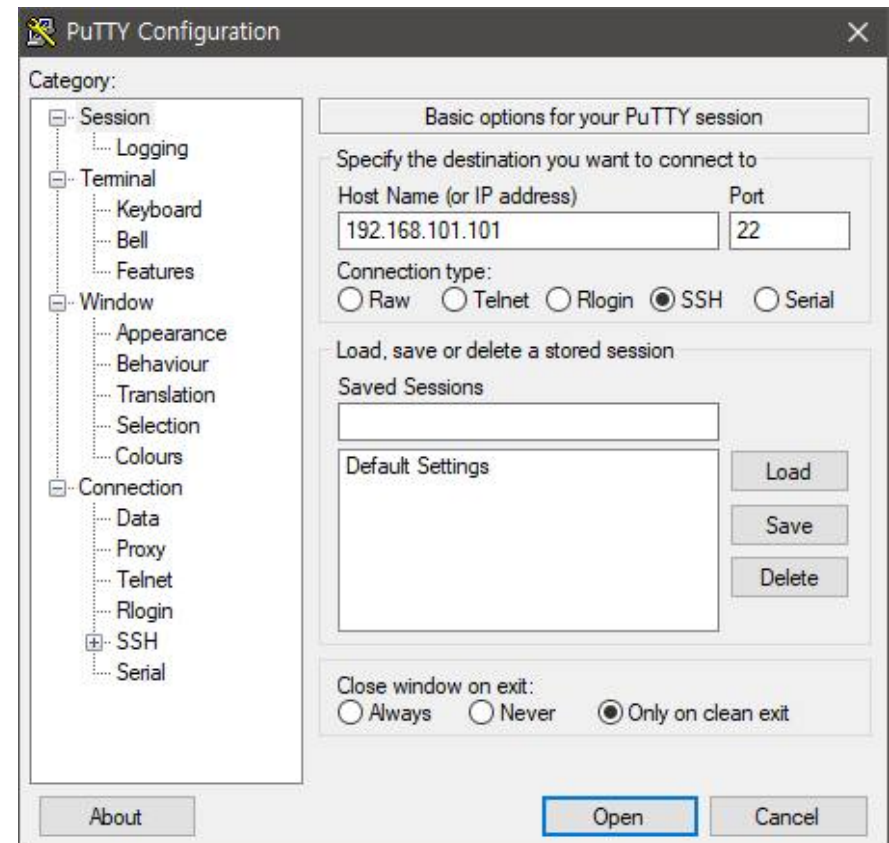 PuTTY Configuration
Category:
Session
Logging
Terminal
Keyboard
Bell
Features
Window
Appearance
Behaviour
Translation
Selection
Colours
Connection
Data
Proxy
Telnet
Rlogin
SSH
Serial
Basic options for your PuTTY session
Specify the destination you want to connect to
Host Name (or IP address) Port
192.168.101.101 22
Connection type:
Raw Telnet Rlogin SSH Serial
Load, save or delete a stored session
Saved Sessions
Default Settings
Load
Save
Delete
Close window on exit:
Always Never Only on clean exit
About Open Cancel